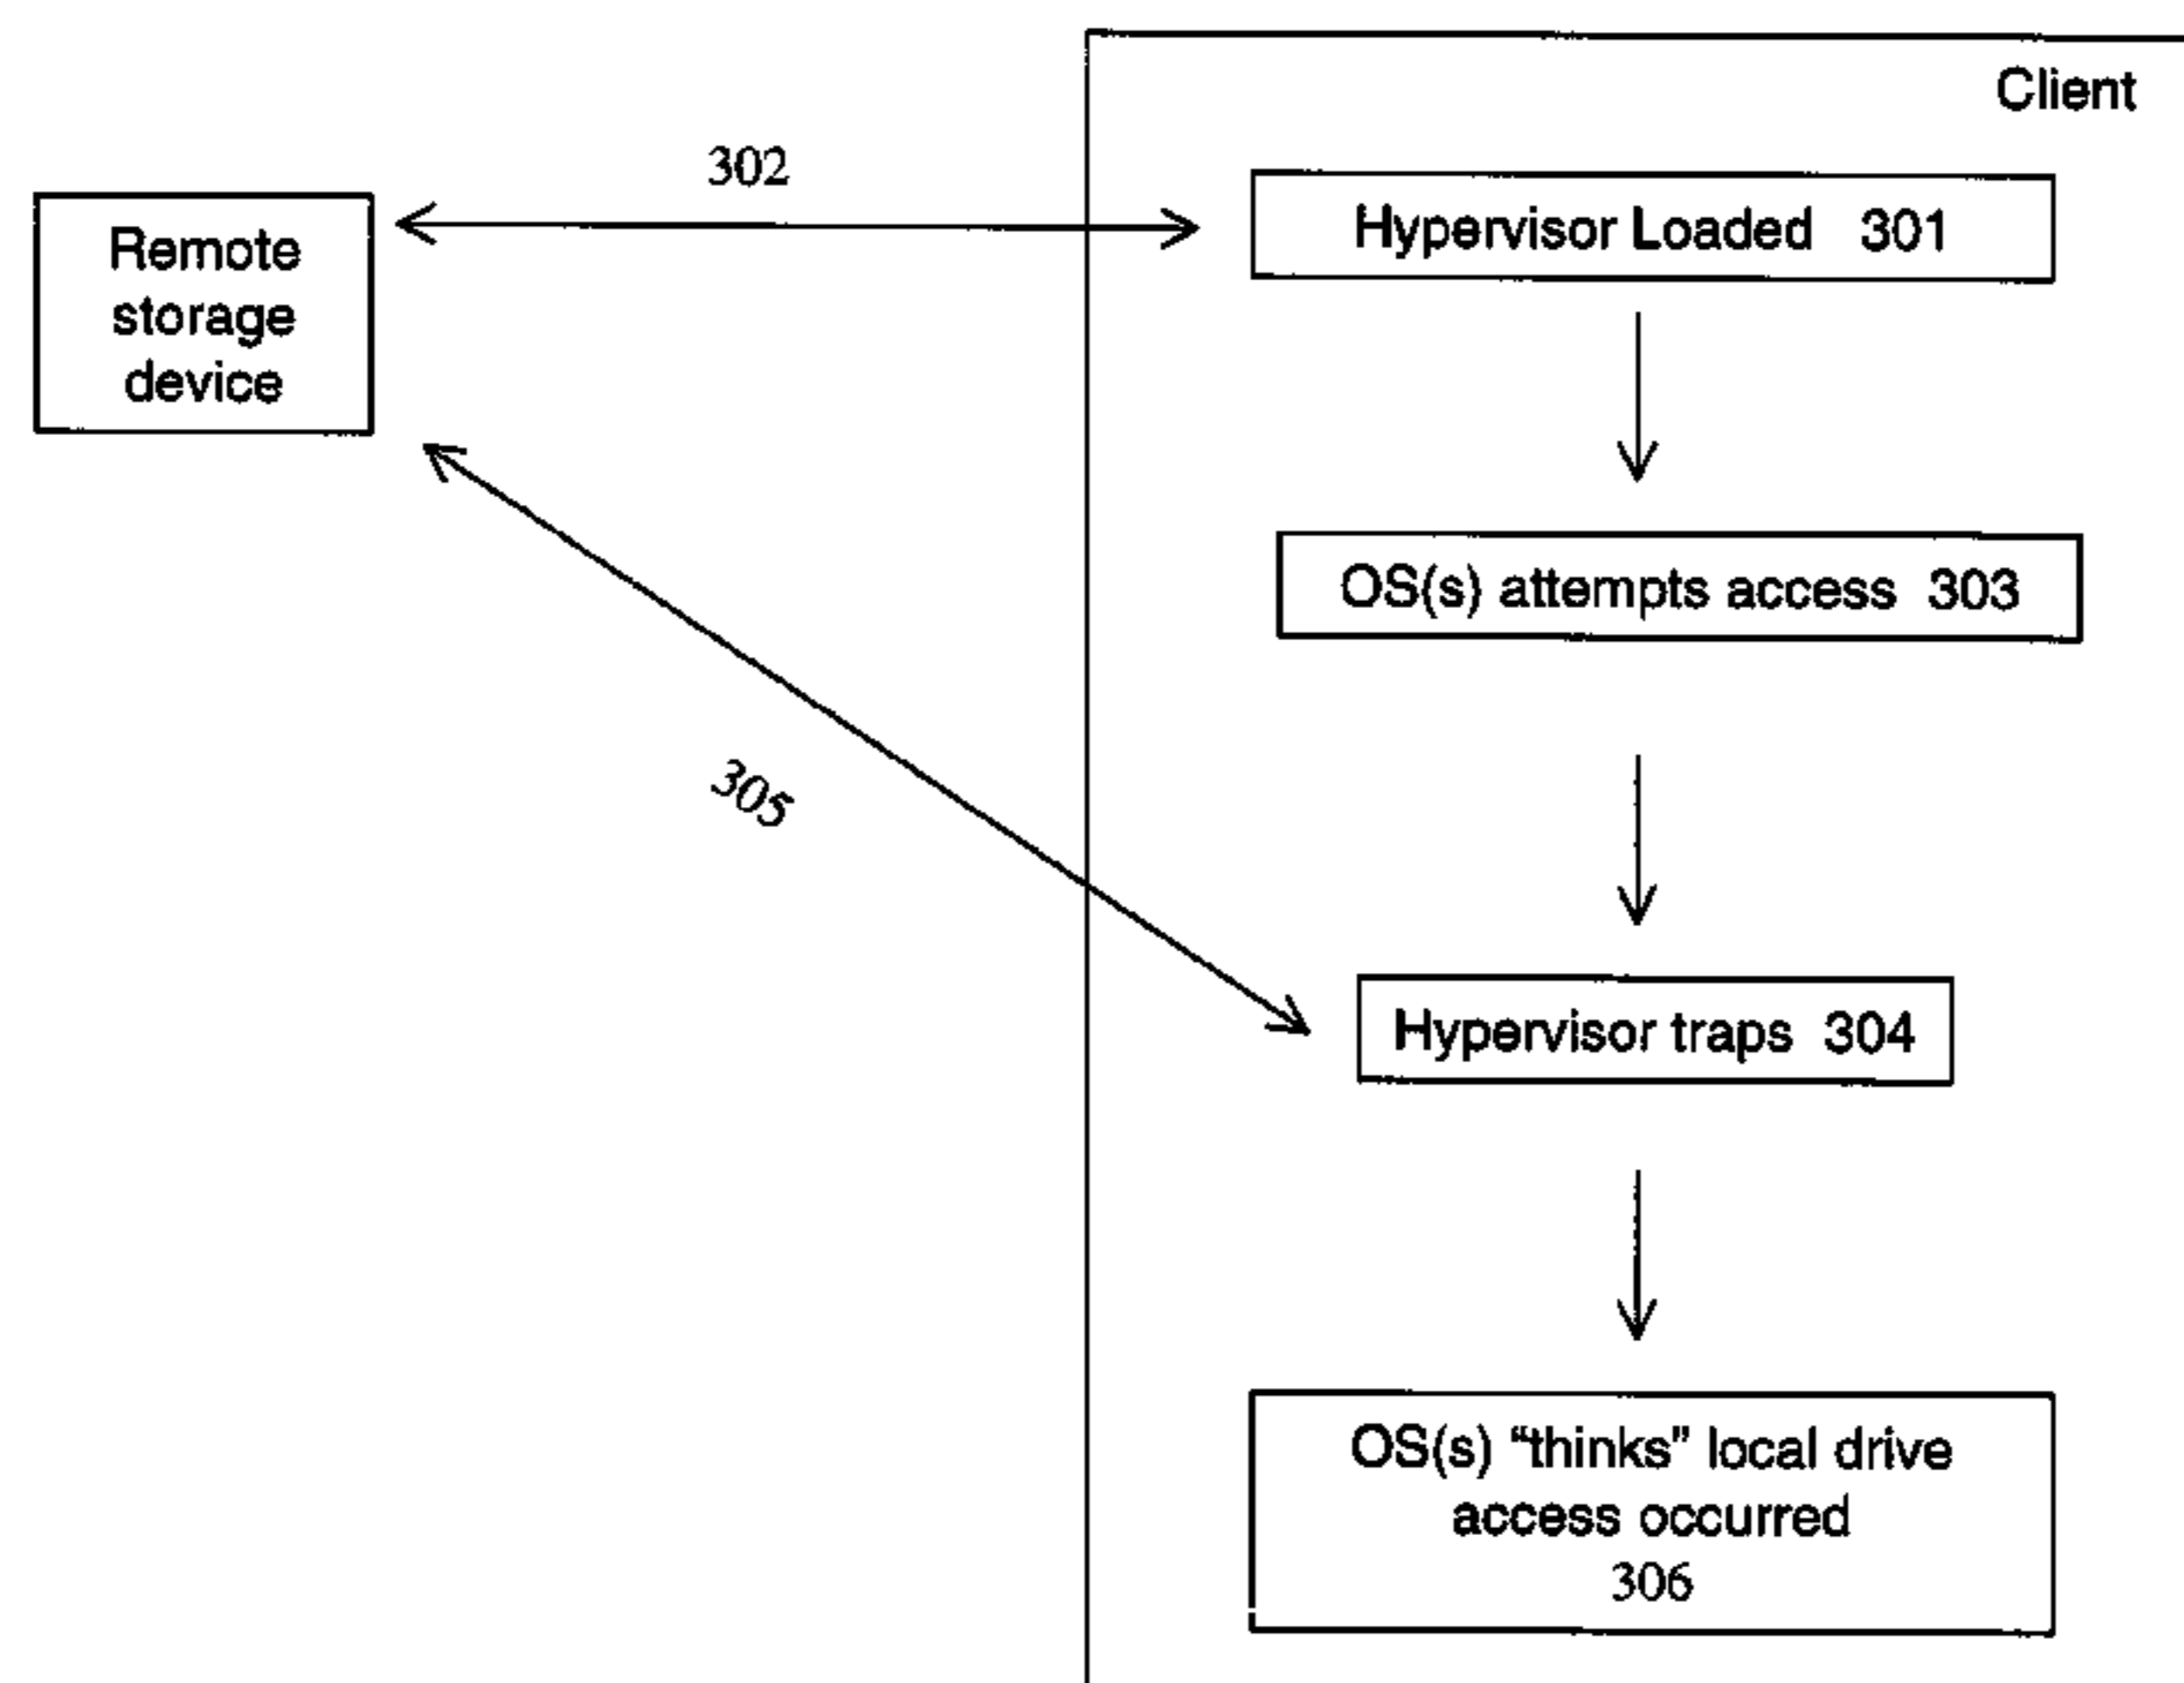 Client
302
Remote
storage
device
Hypervisor Loaded 301
OS(s) attempts access 303
305
Hypervisor traps 304
OS(s) “thinks” local drive
access occurred
306